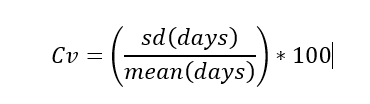 Cv = (sd(days) / mean(days)) * 100